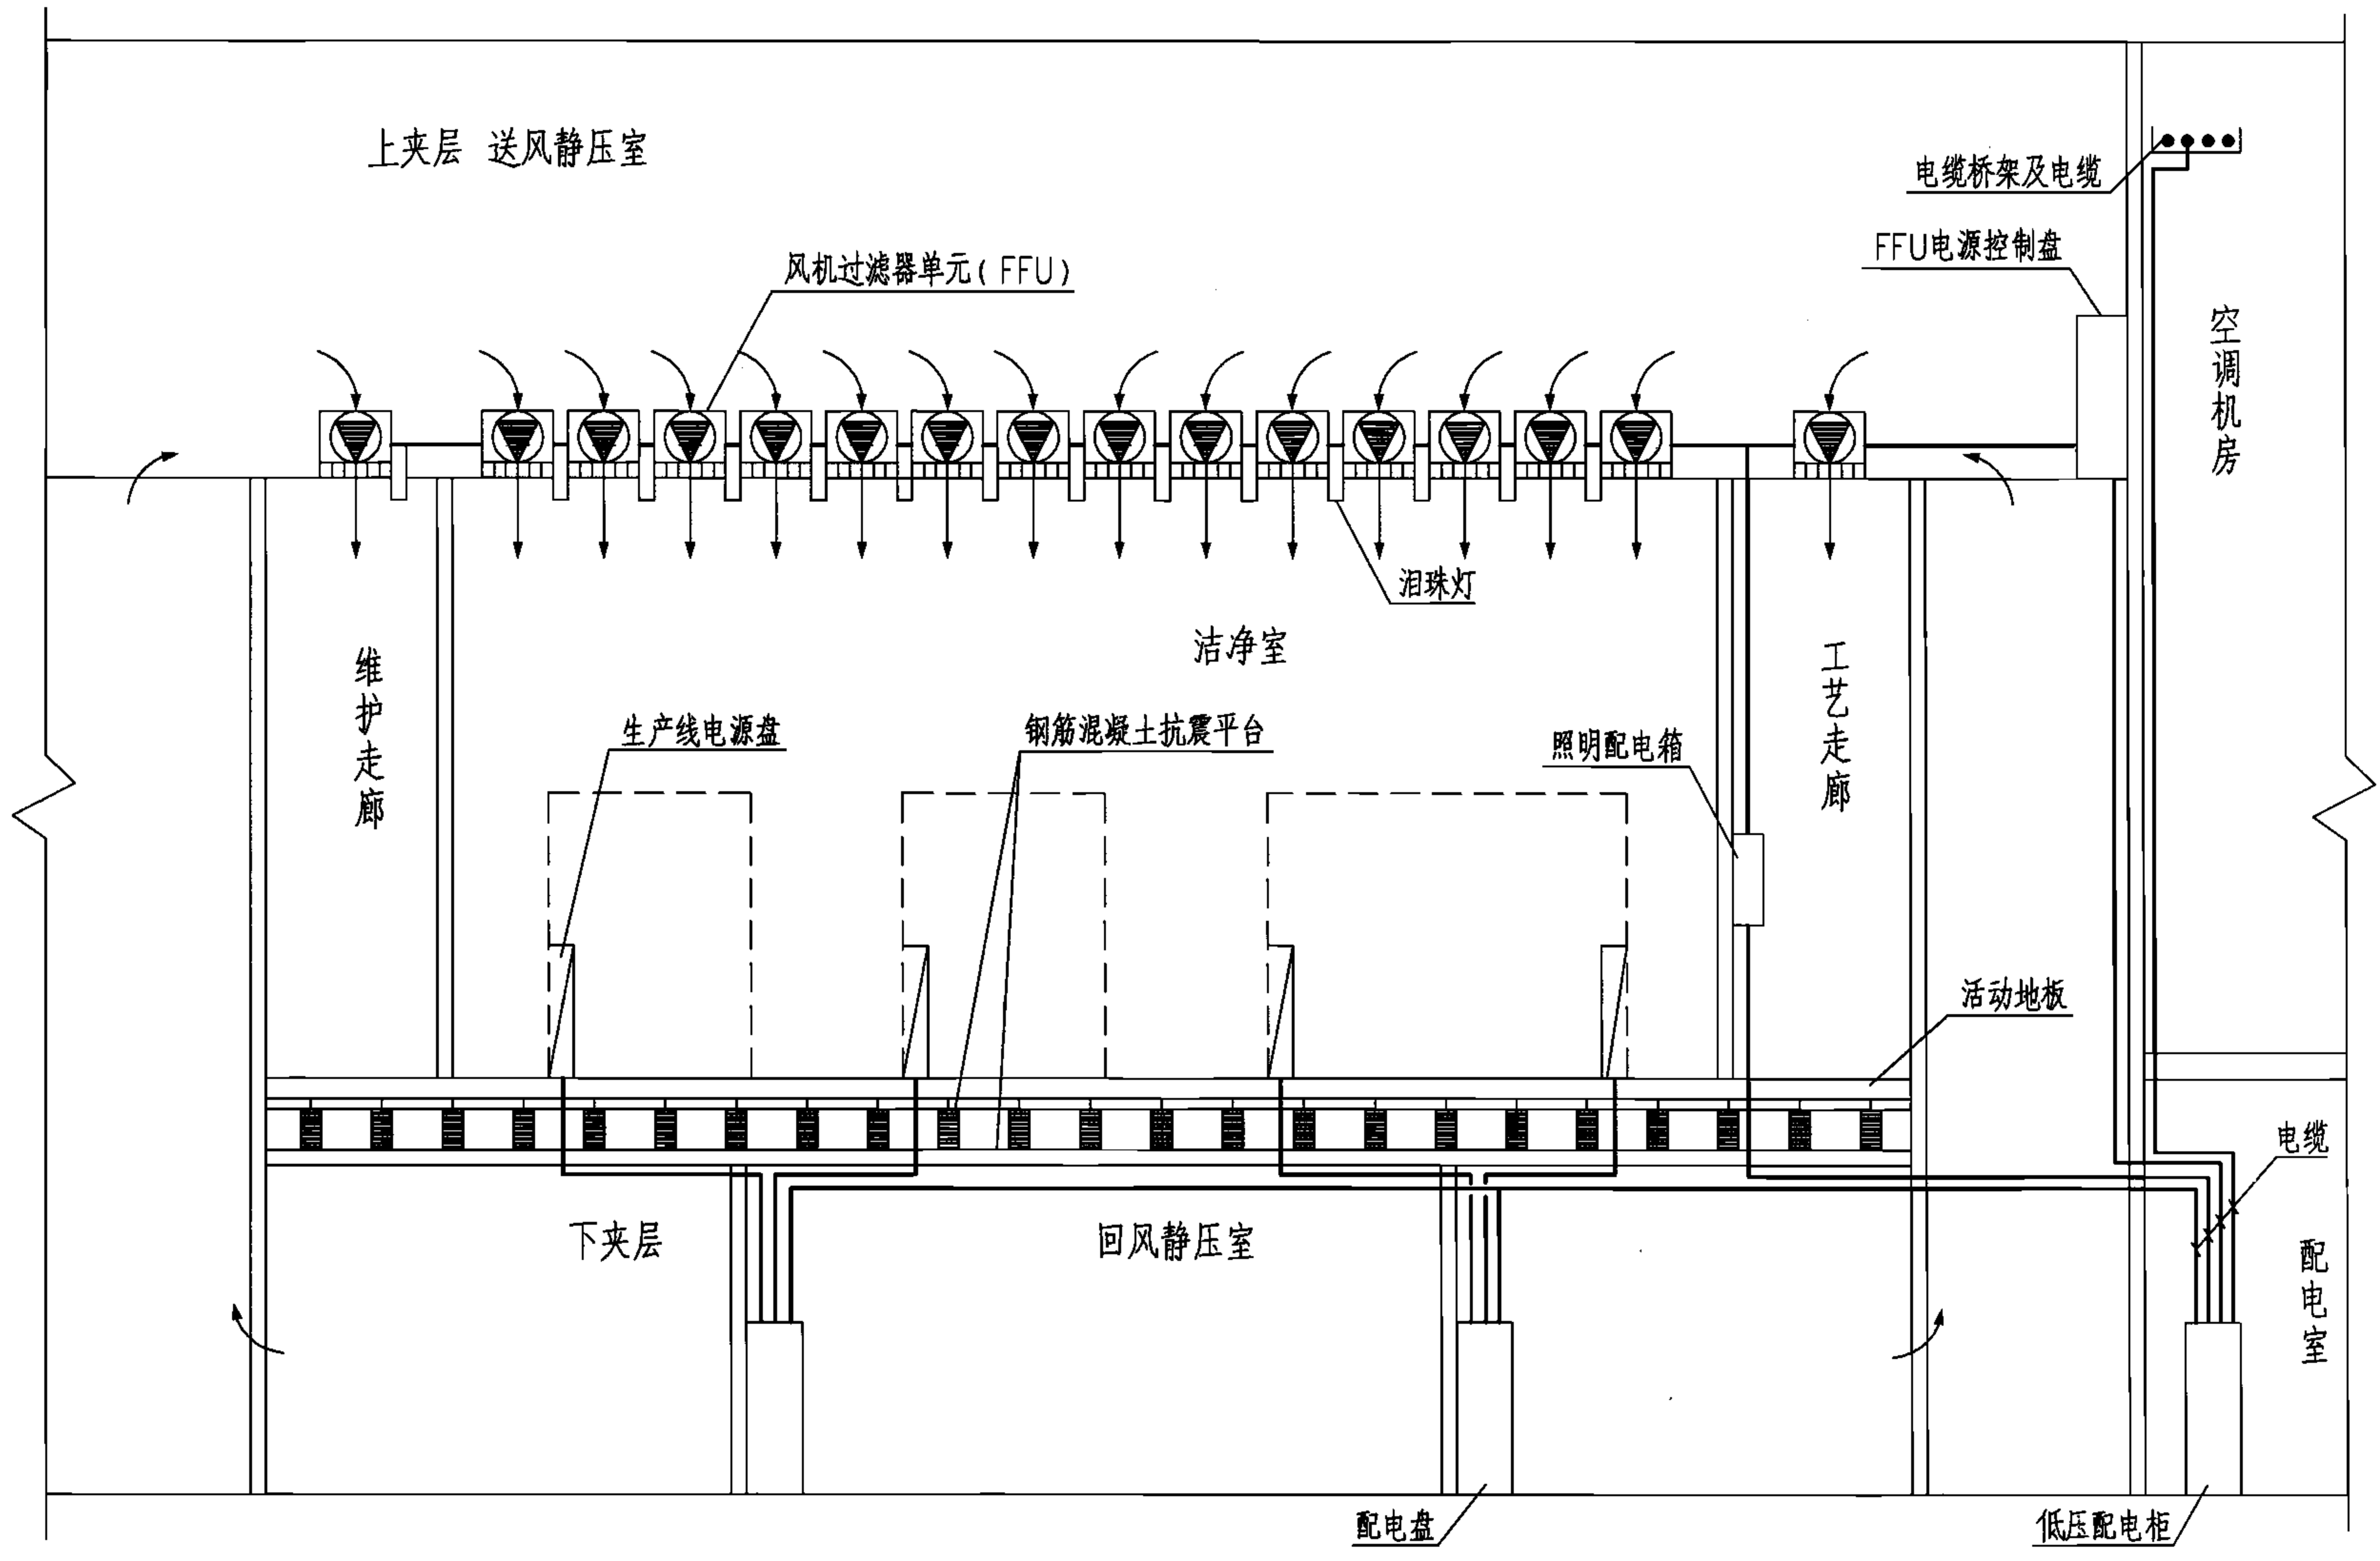 上夹层 送风静压室
电缆桥架及电缆
FFU电源控制盘
风机过滤器单元(FFU)
空调机房
泪珠灯
洁净室
维护走廊
工艺走廊
生产线电源盘
钢筋混凝土抗震平台
照明配电箱
活动地板
电缆
下夹层
回风静压室
配电室
配电盘
低压配电柜